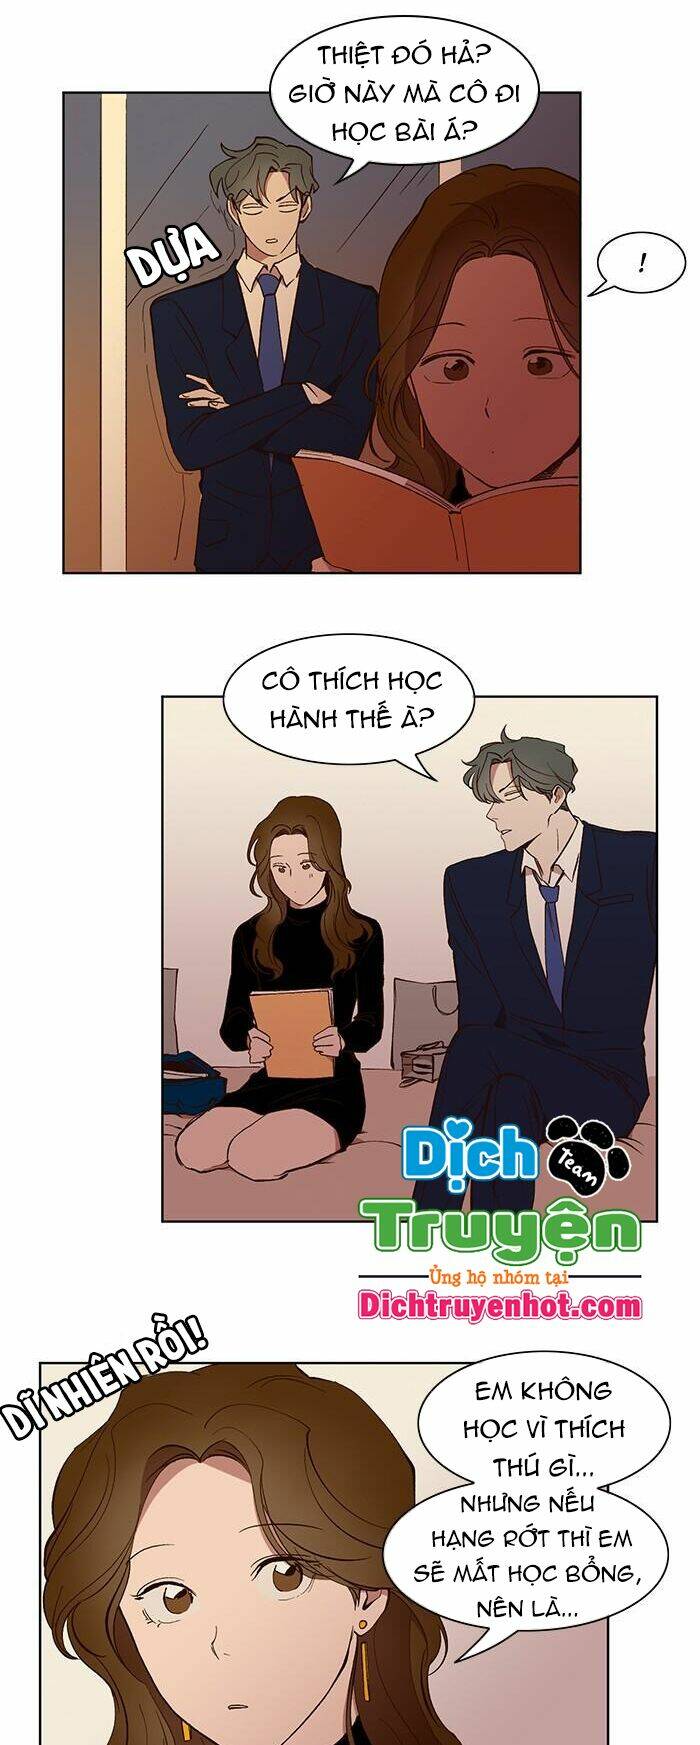 THIỆT ĐÓ HẢ?
GIỜ NÀY MÀ CÔ ĐI
HỌC BÀI Á?
DỰA
!
CÔ THÍCH HỌC
HÀNH THẾ À?
Dịch
Team
Truyện
Ủng hộ nhóm tại
Dichtruyenhot.com
DĨ NHIÊN RỒI!
EM KHÔNG
HỌC VÌ THÍCH
THÚ GÌ...
NHƯNG NẾU
HẠNG RỚT THÌ EM
SẼ MẤT HỌC BỔNG,
NÊN LÀ...